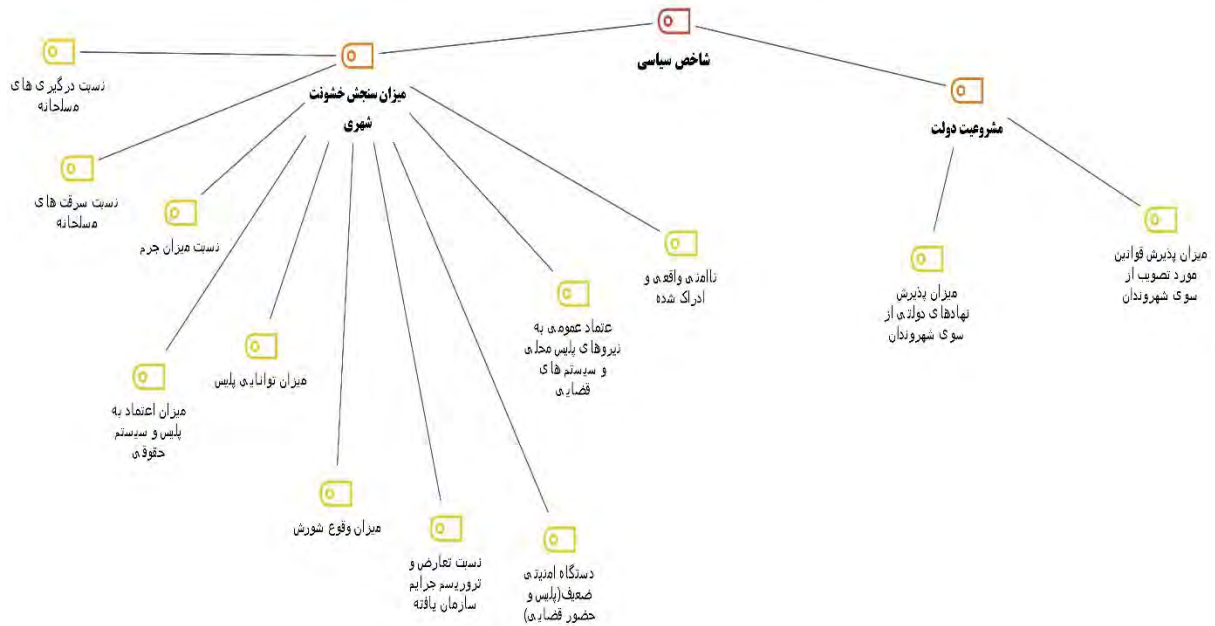 شاخص سیاسی
میزان سنجش خشونت
شهری
مشروعیت دولت
نسبت درگیری های
مسلحانه
نسبت سرقت های
مسلحانه
نسبت میزان جرم
میزان اعتماد به
پلیس و سیستم
حقوقی
میزان توانایی پلیس
میزان وقوع شورش
نسبت تعارض و
تروریسم جرایم
سازمان یافته
دستگاه امنیتی
ضعیف(پلیس و
حضور قضایی)
عتماد عمومی به
نیروهای پلیس محلی
و سیستم های
قضایی
ناامنی واقعی و
ادراک شده
میزان پذیرش
نهادهای دولتی از
سوی شهروندان
میزان پذیرش قوانین
مورد تصویب از
سوی شهروندان